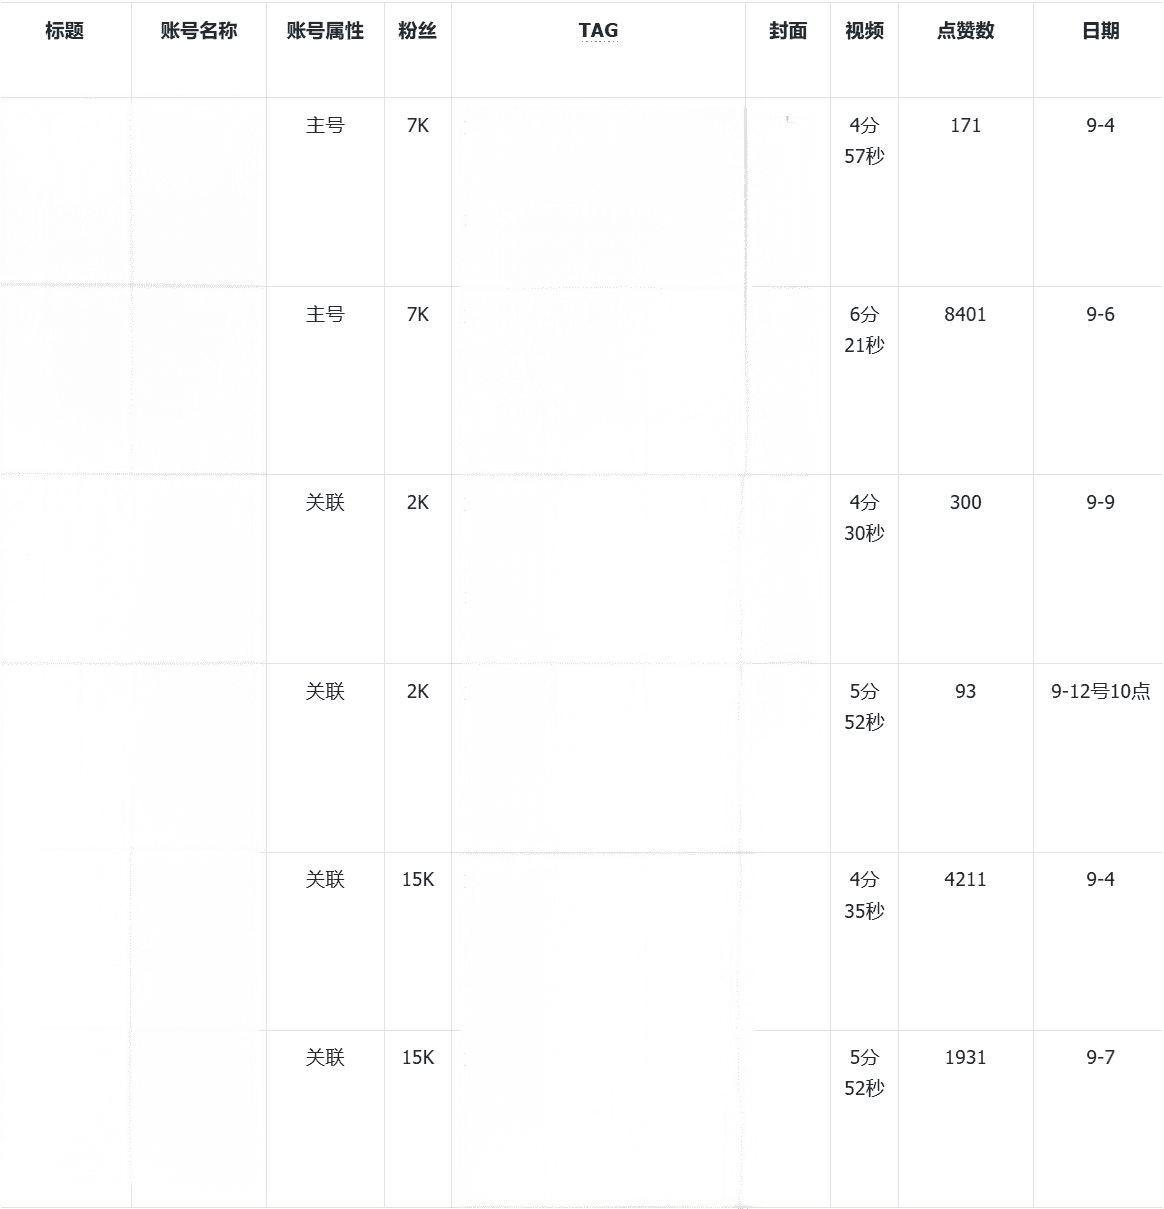 标题 账号名称 账号属性 粉丝 TAG 封面 视频 点赞数 日期
主号 7K 4分 171 9-4
57秒
主号 7K 6分 8401 9-6
21秒
关联 2K 4分 300 9-9
30秒
关联 2K 5分 93 9-12号10点
52秒
关联 15K 4分 4211 9-4
35秒
关联 15K 5分 1931 9-7
52秒